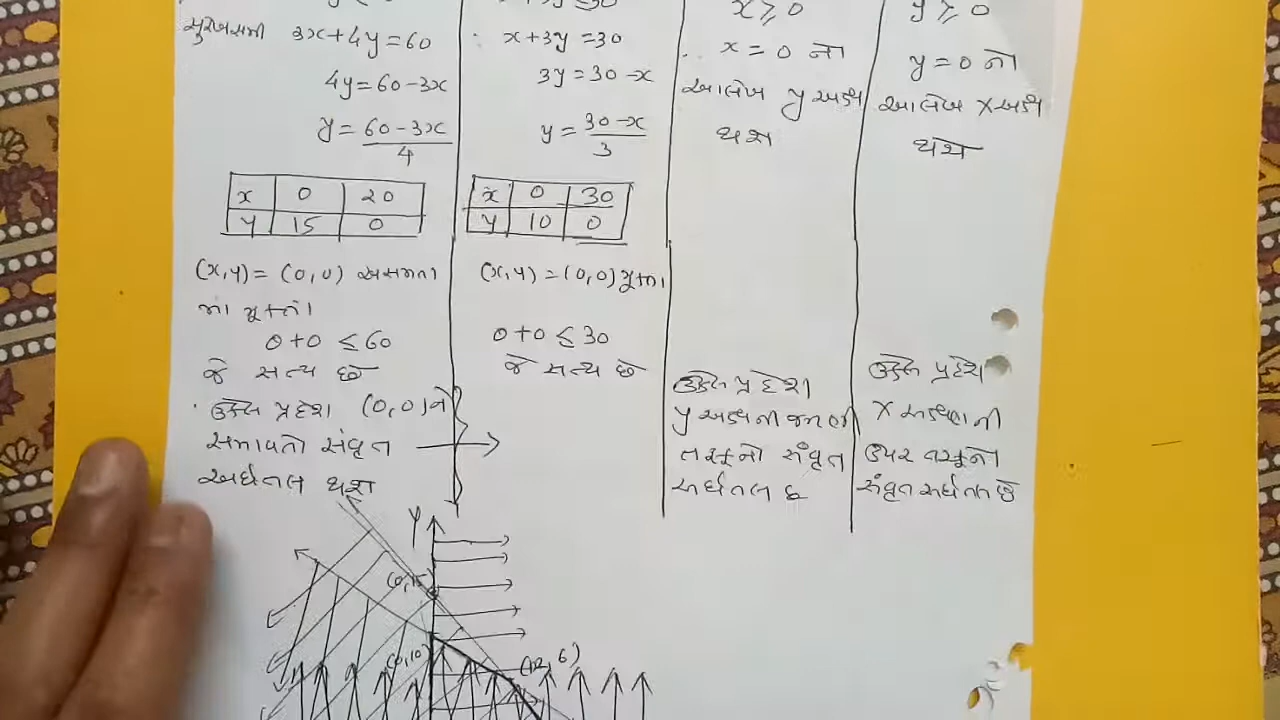 x+3y ≤30
x ≥ 0
y ≥ 0
સુરેખસમી 3x+4y=60
4y=60-3x
y = 60-3x / 4
x 0 20
y 15 0
(x,y) = (0,0) અસમતા
ના મૂકતાં
0+0 ≤ 60
જે સત્ય છે
ઉકેલ પ્રદેશ (0,0)ને
સમાવતો સંવૃત
અર્ધતલ થશે
x+3y =30
3y=30-x
y = 30-x / 3
x 0 30
y 10 0
(x,y) =(0,0) મૂકતા
0+0 ≤ 30
જે સત્ય છે
∴ x = 0 નો
આલેખ y અક્ષ
થશે
ઉકેલ પ્રદેશ
y અક્ષની જમણી
તરફનો સંવૃત
અર્ધતલ છે
y = 0 નો
આલેખ x અક્ષ
થશે
ઉકેલ પ્રદેશ
x અક્ષની
ઉપર તરફનો
સંવૃત અર્ધતલ છે
y
(0,15)
(0,10)
(12, 6)